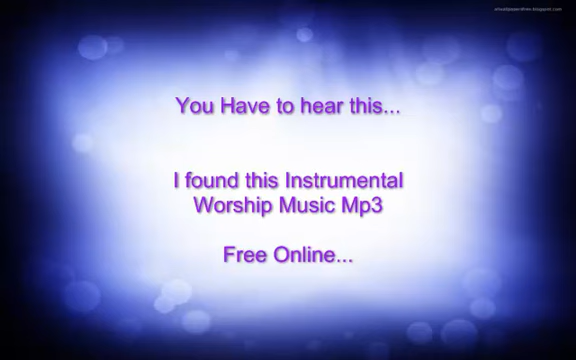 You Have to hear this...
I found this Instrumental
Worship Music Mp3
Free Online...